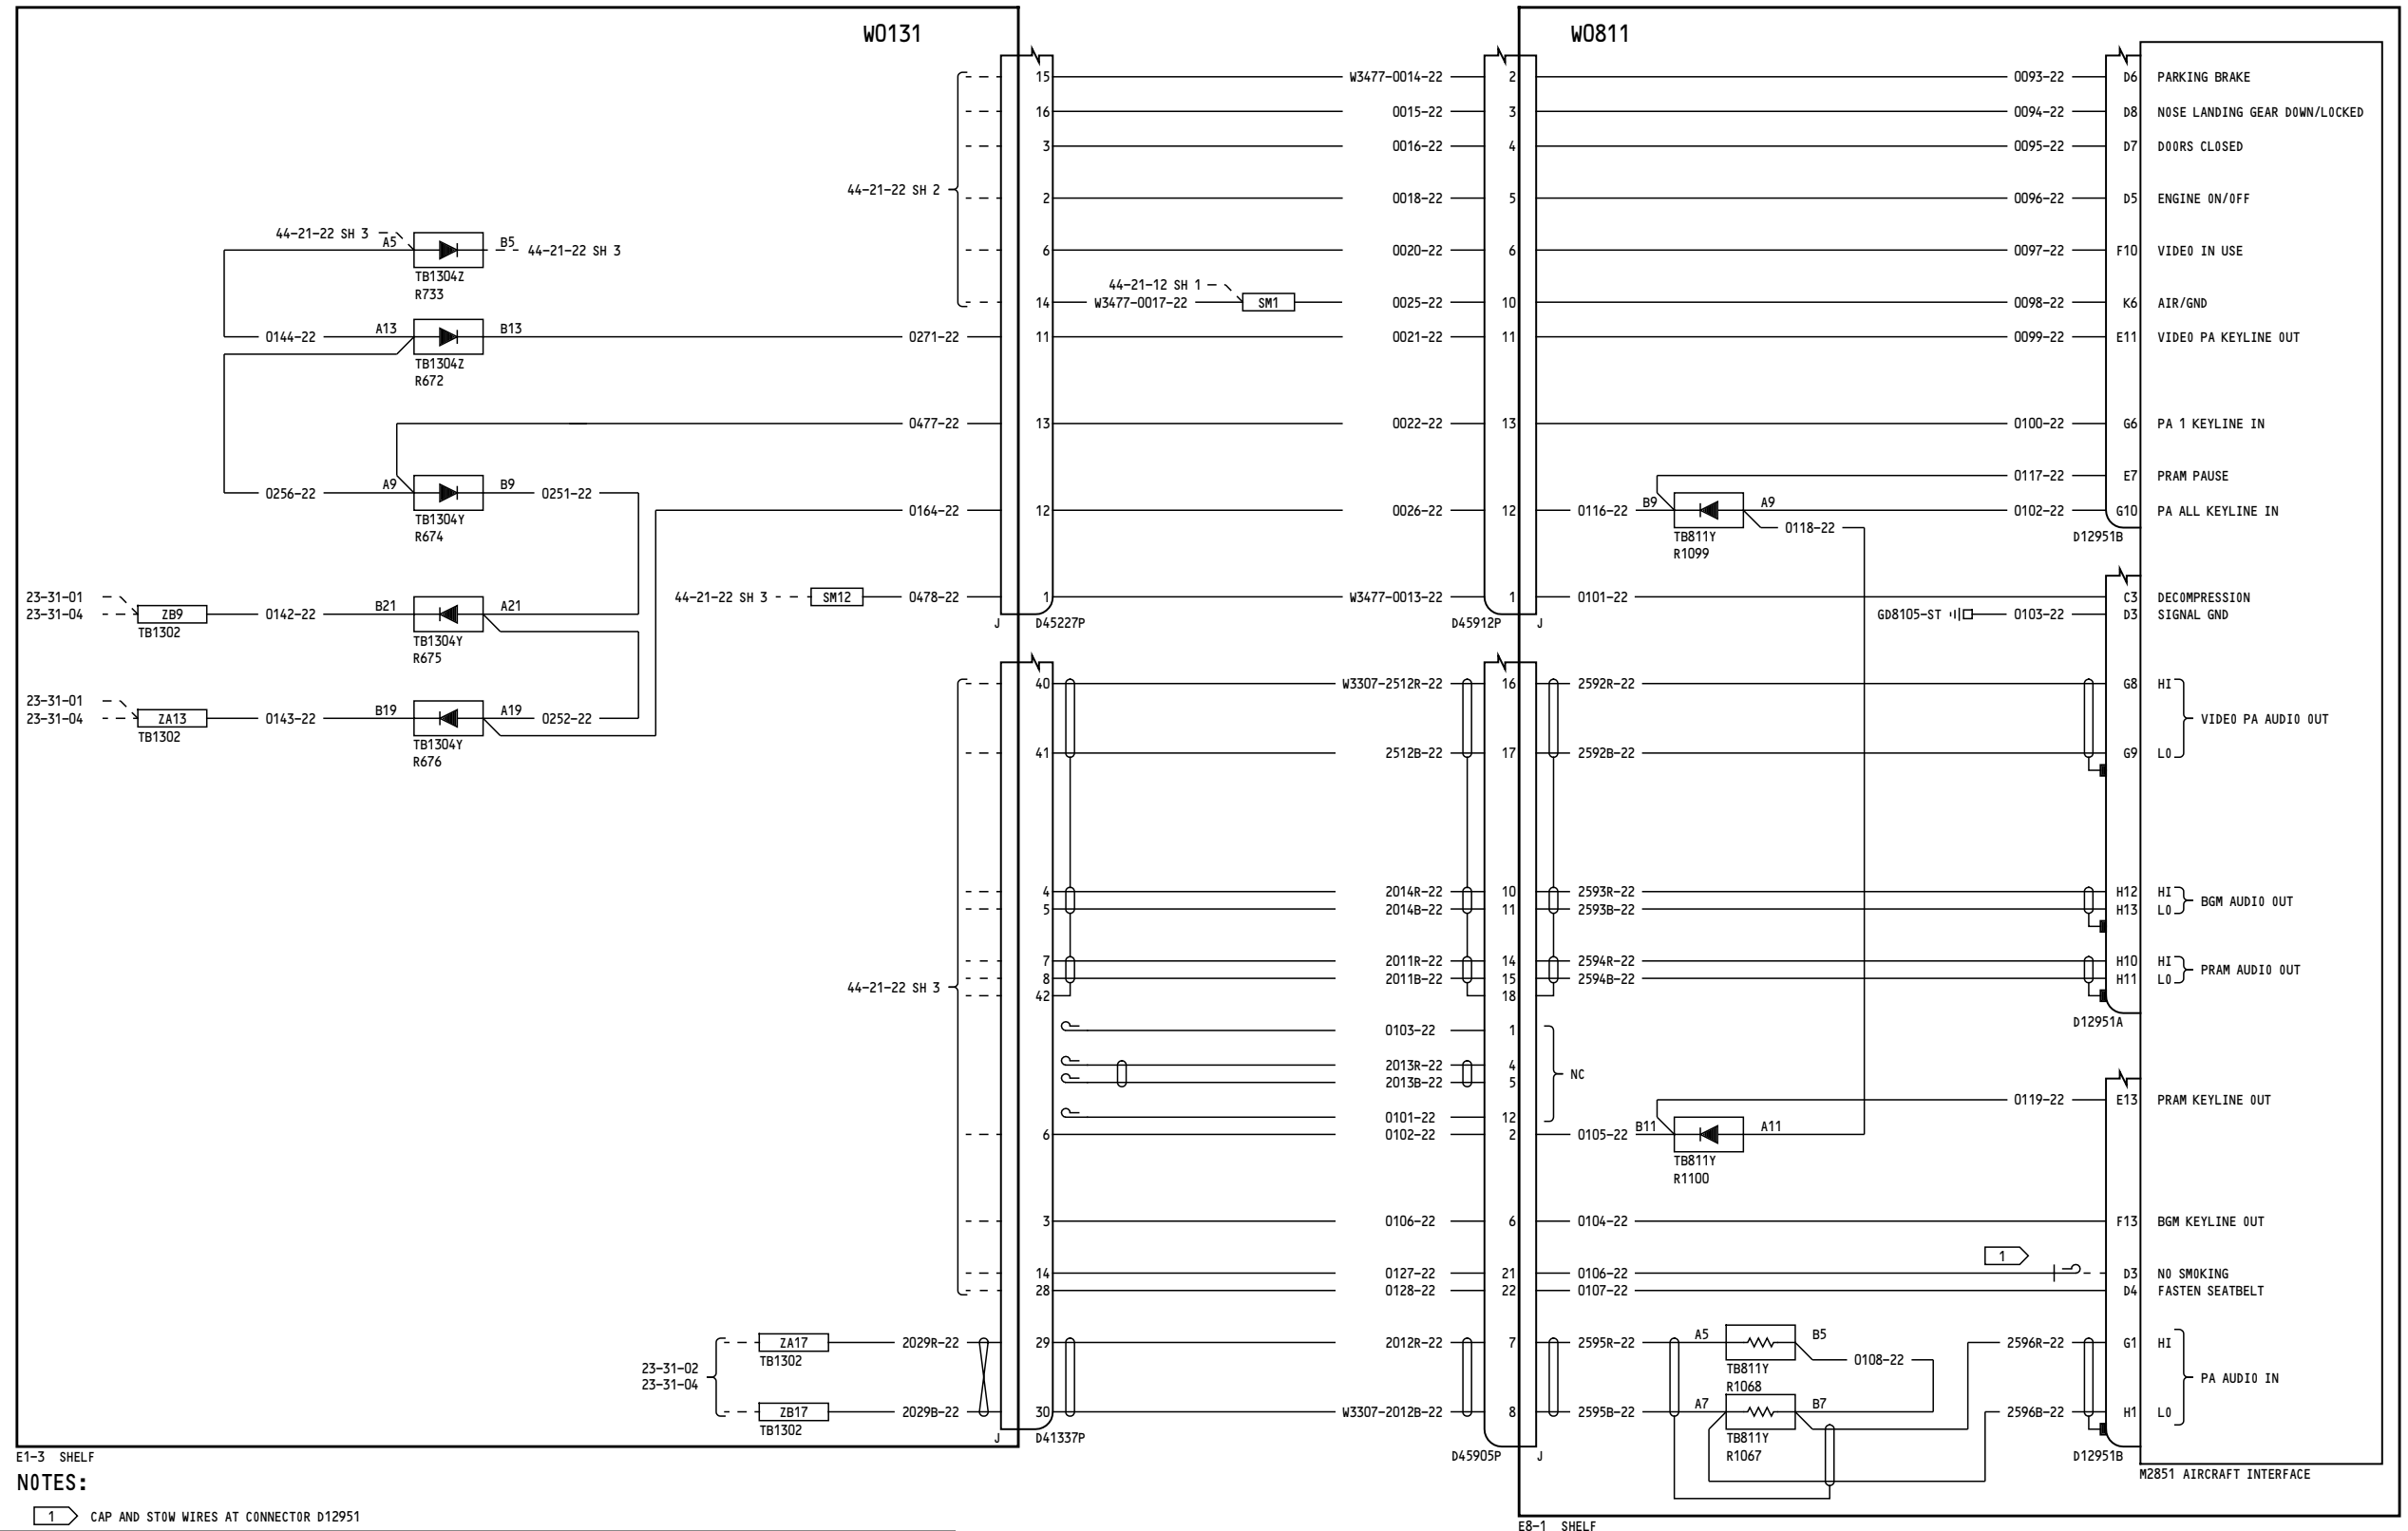 W0131
W0811
15 W3477-0014-22 2 0093-22 D6 PARKING BRAKE
16 0015-22 3 0094-22 D8 NOSE LANDING GEAR DOWN/LOCKED
3 0016-22 4 0095-22 D7 DOORS CLOSED
44-21-22 SH 2
2 0018-22 5 0096-22 D5 ENGINE ON/OFF
44-21-22 SH 3
A5 B5 44-21-22 SH 3
6 0020-22 6 0097-22 F10 VIDEO IN USE
TB1304Z
R733
44-21-12 SH 1
14 W3477-0017-22 SM1 0025-22 10 0098-22 K6 AIR/GND
0144-22 A13 B13 0271-22 11 0021-22 11 0099-22 E11 VIDEO PA KEYLINE OUT
TB1304Z
R672
0477-22 13 0022-22 13 0100-22 G6 PA 1 KEYLINE IN
0117-22 E7 PRAM PAUSE
0256-22 A9 B9 0251-22
0164-22 12 0026-22 12 0116-22 B9 A9 0102-22 G10 PA ALL KEYLINE IN
TB1304Y
R674
0118-22
TB811Y
R1099
D12951B
44-21-22 SH 3 SM12 0478-22 1 W3477-0013-22 1 0101-22 C3 DECOMPRESSION
23-31-01
23-31-04 ZB9 0142-22 B21 A21
TB1302
GD8105-ST 0103-22 D3 SIGNAL GND
J D45227P D45912P J
TB1304Y
R675
40 W3307-2512R-22 16 2592R-22 G8 HI
23-31-01
23-31-04 ZA13 0143-22 B19 A19 0252-22
TB1302
VIDEO PA AUDIO OUT
TB1304Y
R676
41 2512B-22 17 2592B-22 G9 LO
4 2014R-22 10 2593R-22 H12 HI
BGM AUDIO OUT
5 2014B-22 11 2593B-22 H13 LO
7 2011R-22 14 2594R-22 H10 HI
PRAM AUDIO OUT
8 2011B-22 15 2594B-22 H11 LO
44-21-22 SH 3
42 18
D12951A
0103-22 1
2013R-22 4
NC
2013B-22 5
0119-22 E13 PRAM KEYLINE OUT
0101-22 12
6 0102-22 2 0105-22 B11 A11
TB811Y
R1100
3 0106-22 6 0104-22 F13 BGM KEYLINE OUT
1
14 0127-22 21 0106-22 D3 NO SMOKING
28 0128-22 22 0107-22 D4 FASTEN SEATBELT
ZA17 2029R-22 29 2012R-22 7 2595R-22 A5 B5 2596R-22 G1 HI
TB1302
0108-22
TB811Y
R1068
23-31-02
23-31-04
PA AUDIO IN
ZB17 2029B-22 30 W3307-2012B-22 8 2595B-22 A7 B7 2596B-22 H1 LO
TB1302
TB811Y
R1067
J D41337P D45905P J D12951B
E1-3 SHELF
M2851 AIRCRAFT INTERFACE
NOTES:
1 CAP AND STOW WIRES AT CONNECTOR D12951
E8-1 SHELF